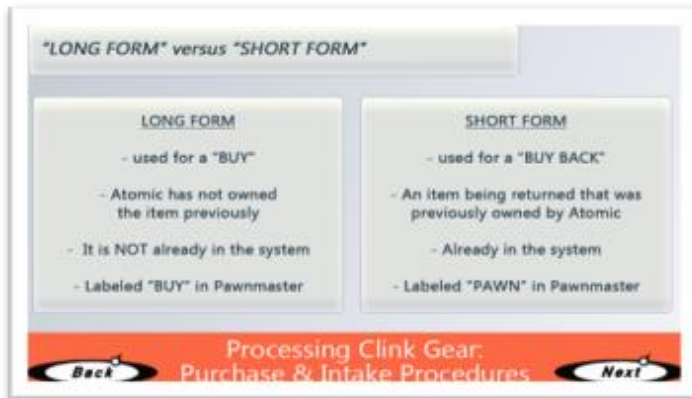 "LONG FORM" versus "SHORT FORM"
LONG FORM
- used for a "BUY"
- Atomic has not owned
the item previously
- It is NOT already in the system
- Labeled "BUY" in Pawnmaster
SHORT FORM
- used for a "BUY BACK"
- An item being returned that was
previously owned by Atomic
- Already in the system
- Labeled "PAWN" in Pawnmaster
Processing Clink Gear:
Purchase & Intake Procedures
Back
Next